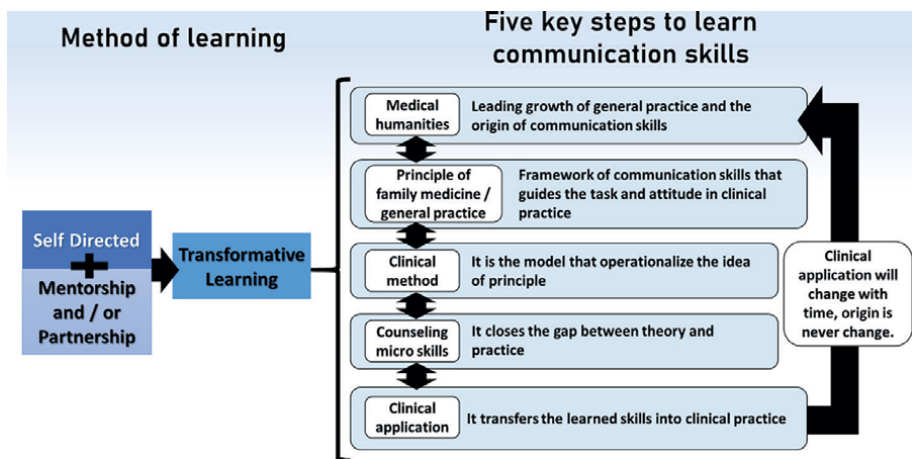 Method of learning
Five key steps to learn
communication skills
Self Directed
+
Mentorship
and / or
Partnership
Transformative
Learning
Medical
humanities
Leading growth of general practice and the
origin of communication skills
Principle of
family medicine /
general practice
Framework of communication skills that
guides the task and attitude in clinical
practice
Clinical
method
It is the model that operationalize the idea
of principle
Counseling
micro skills
It closes the gap between theory and
practice
Clinical
application
It transfers the learned skills into clinical practice
Clinical
application will
change with
time, origin is
never change.